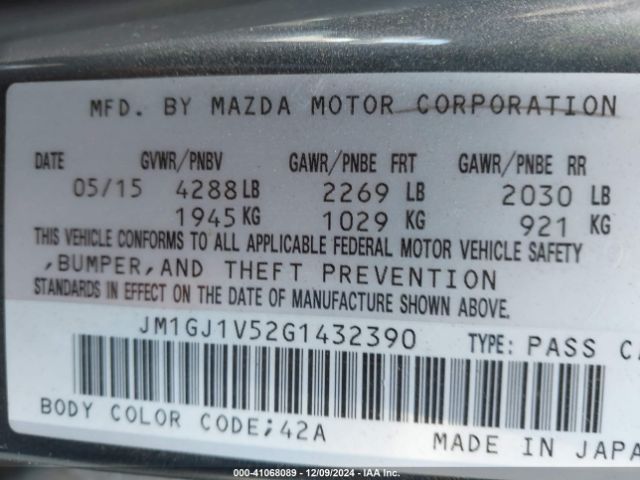 MFD. BY MAZDA MOTOR CORPORATION
DATE GVWR/PNBV GAWR/PNBE FRT GAWR/PNBE RR
05/15 4288 LB 2269 LB 2030 LB
1945 KG 1029 KG 921 KG
THIS VEHICLE CONFORMS TO ALL APPLICABLE FEDERAL MOTOR VEHICLE SAFETY
,BUMPER,AND THEFT PREVENTION
STANDARDS IN EFFECT ON THE DATE OF MANUFACTURE SHOWN ABOVE.
JM1GJ1V52G1432390 TYPE: PASS CA
BODY COLOR CODE;42A MADE IN JAPA
000-41068089 - 12/09/2024 - IAA Inc.